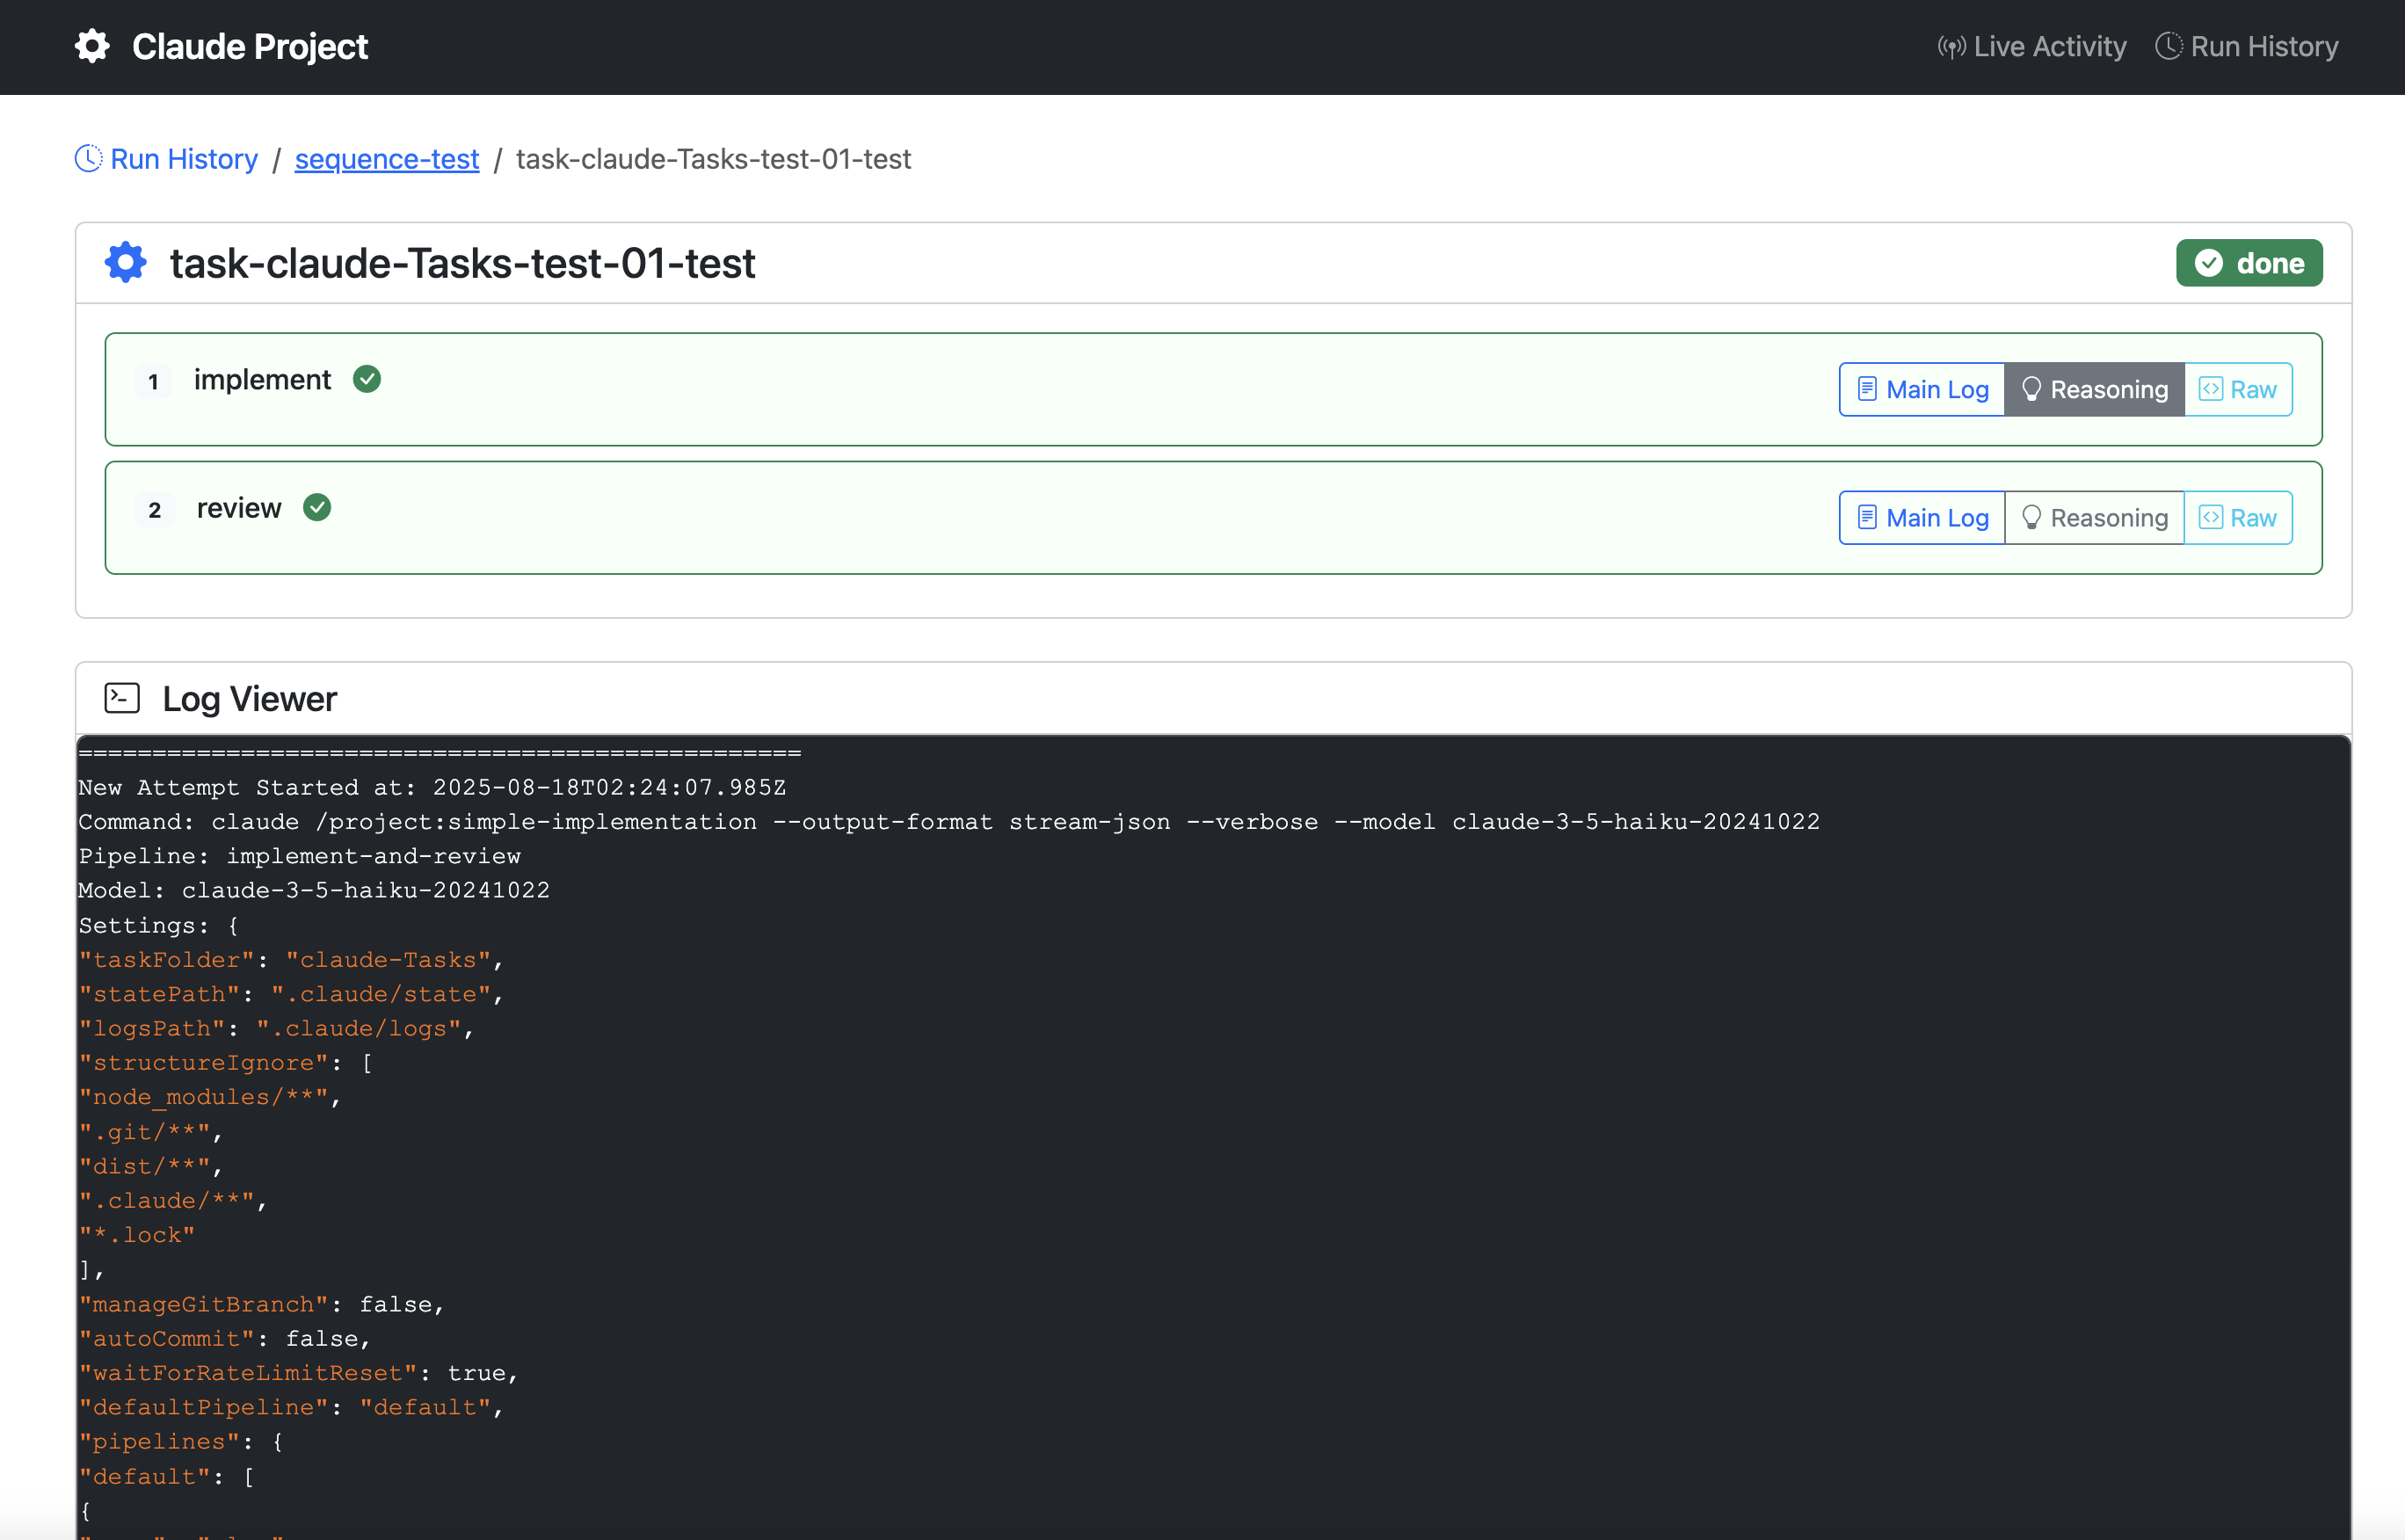 Claude Project
Live Activity
Run History
Run History / sequence-test / task-claude-Tasks-test-01-test
task-claude-Tasks-test-01-test
done
1 implement
Main Log
Reasoning
Raw
2 review
Main Log
Reasoning
Raw
Log Viewer
=================================================
New Attempt Started at: 2025-08-18T02:24:07.985Z
Command: claude /project:simple-implementation --output-format stream-json --verbose --model claude-3-5-haiku-20241022
Pipeline: implement-and-review
Model: claude-3-5-haiku-20241022
Settings: {
"taskFolder": "claude-Tasks",
"statePath": ".claude/state",
"logsPath": ".claude/logs",
"structureIgnore": [
"node_modules/**",
".git/**",
"dist/**",
".claude/**",
"*.lock"
],
"manageGitBranch": false,
"autoCommit": false,
"waitForRateLimitReset": true,
"defaultPipeline": "default",
"pipelines": {
"default": [
{